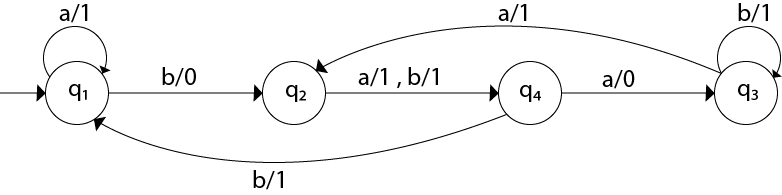 a/1 a/1 b/1
b/0 a/1 , b/1 a/0
q₁ q₂ q₄ q₃
b/1